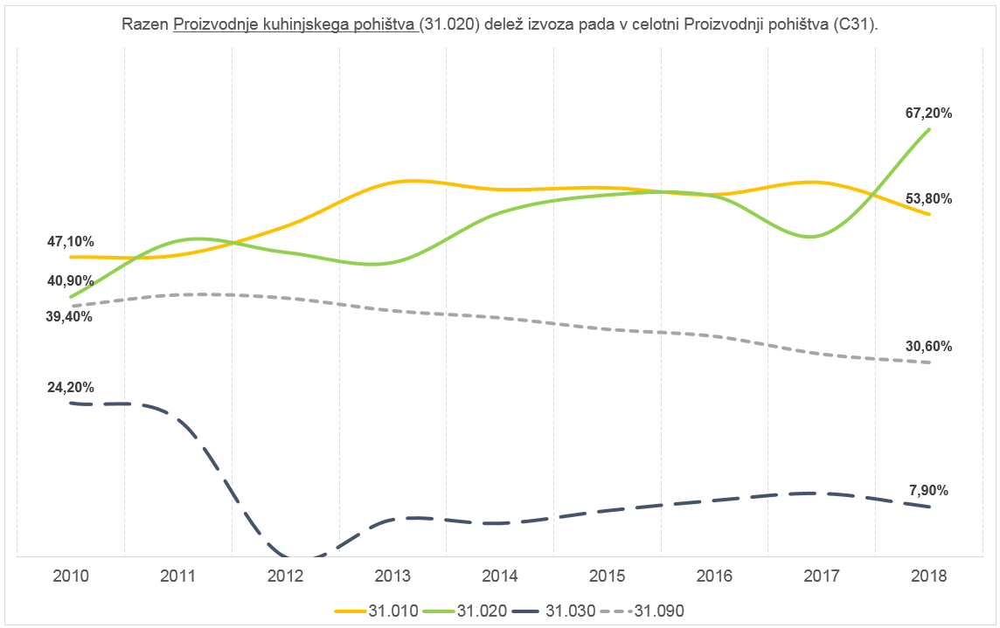 Razen Proizvodnje kuhinjskega pohištva (31.020) delež izvoza pada v celotni Proizvodnji pohištva (C31).
67,20%
53,80%
47,10%
40,90%
39,40%
30,60%
24,20%
7,90%
2010 2011 2012 2013 2014 2015 2016 2017 2018
31.010 31.020 31.030 31.090